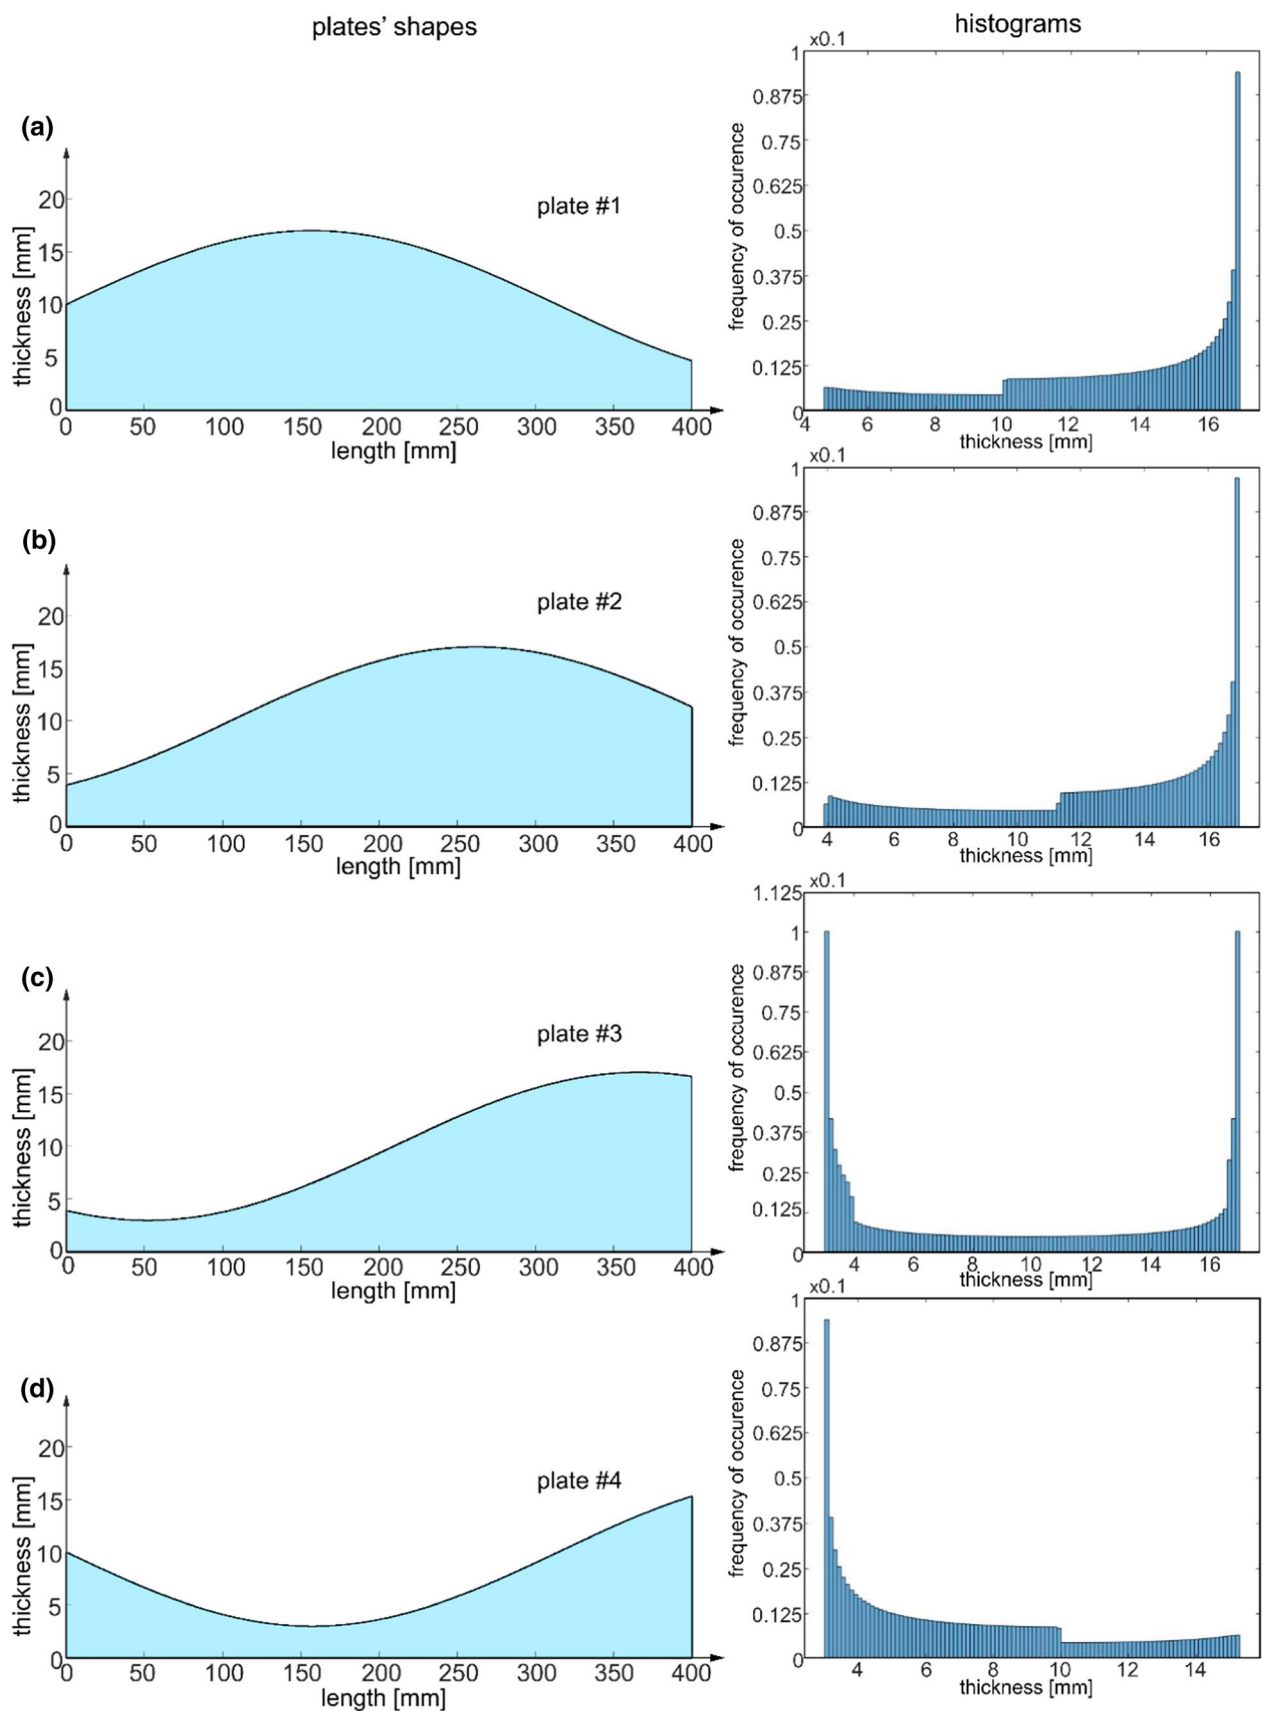 plates' shapes
histograms
(a)
plate #1
thickness [mm]
20
15
10
5
0
0 50 100 150 200 250 300 350 400
length [mm]
x0.1
frequency of occurence
1
0.875
0.75
0.625
0.5
0.375
0.25
0.125
0
4 6 8 10 12 14 16
thickness [mm]
(b)
plate #2
thickness [mm]
20
15
10
5
0
0 50 100 150 200 250 300 350 400
length [mm]
x0.1
frequency of occurence
1
0.875
0.75
0.625
0.5
0.375
0.25
0.125
0
4 6 8 10 12 14 16
thickness [mm]
(c)
plate #3
thickness [mm]
20
15
10
5
0
0 50 100 150 200 250 300 350 400
length [mm]
x0.1
frequency of occurence
1.125
1
0.875
0.75
0.625
0.5
0.375
0.25
0.125
0
4 6 8 10 12 14 16
thickness [mm]
(d)
plate #4
thickness [mm]
20
15
10
5
0
0 50 100 150 200 250 300 350 400
length [mm]
x0.1
frequency of occurence
1
0.875
0.75
0.625
0.5
0.375
0.25
0.125
0
4 6 8 10 12 14
thickness [mm]